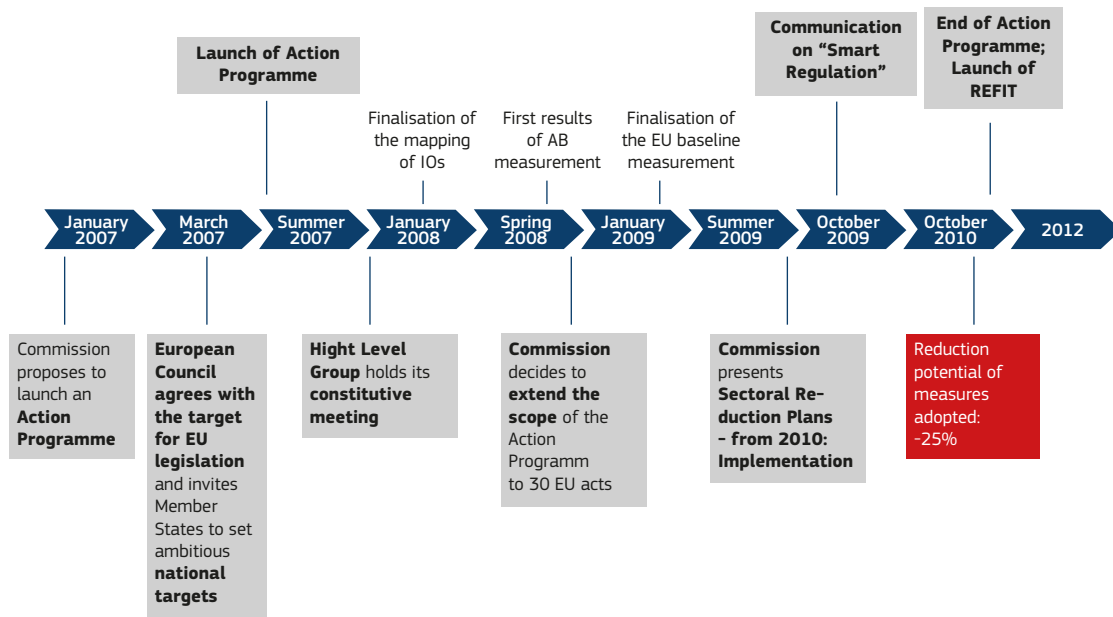 Launch of Action
Programme
Communication
on “Smart
Regulation”
End of Action
Programme;
Launch of
REFIT
Finalisation of
the mapping
of IOs
First results
of AB
measurement
Finalisation of
the EU baseline
measurement
January
2007
March
2007
Summer
2007
January
2008
Spring
2008
January
2009
Summer
2009
October
2009
October
2010
2012
Commission
proposes to
launch an
Action
Programme
European
Council
agrees with
the target
for EU
legislation
and invites
Member
States to set
ambitious
national
targets
Hight Level
Group holds its
constitutive
meeting
Commission
decides to
extend the
scope of the
Action
Programm
to 30 EU acts
Commission
presents
Sectoral Re-
duction Plans
- from 2010:
Implementation
Reduction
potential of
measures
adopted:
-25%